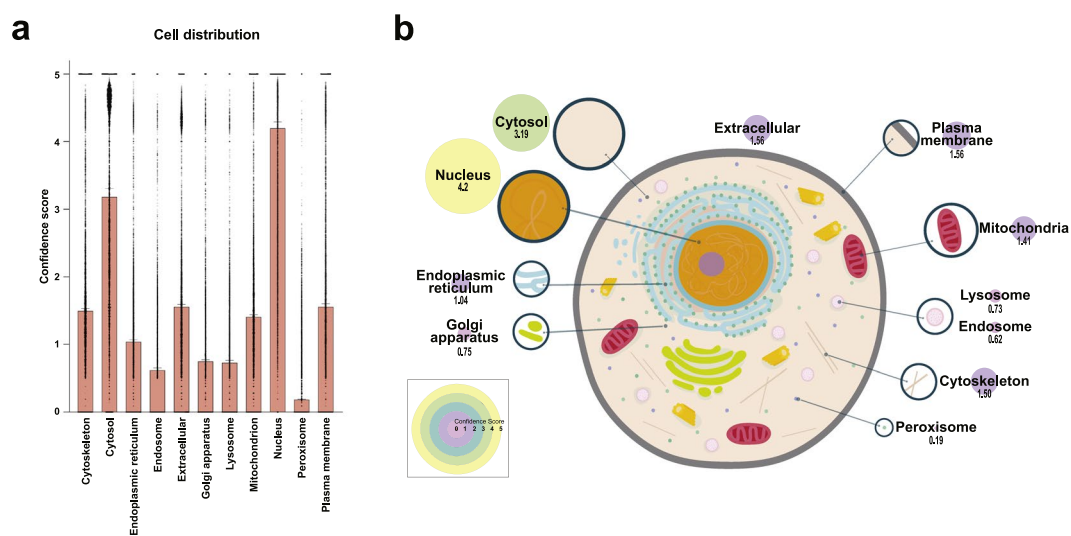 a
Cell distribution
Confidence score
5
4
3
2
1
0
Cytoskeleton
Cytosol
Endoplasmic reticulum
Endosome
Extracellular
Golgi apparatus
Lysosome
Mitochondrion
Nucleus
Peroxisome
Plasma membrane
b
Cytosol
3.19
Nucleus
4.2
Endoplasmic
reticulum
1.04
Golgi
apparatus
0.75
Extracellular
1.56
Plasma
membrane
1.56
Mitochondria
1.41
Lysosome
0.73
Endosome
0.62
Cytoskeleton
1.50
Peroxisome
0.19
Confidence Score
0 1 2 3 4 5